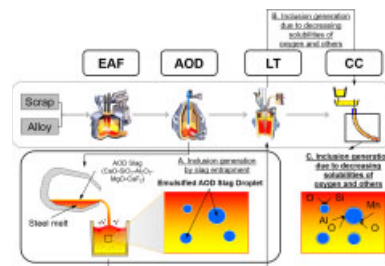 B. Inclusion generation
due to decreasing
solubilities of
oxygen and others
EAF
AOD
LT
CC
Scrap
Alloy
AOD Slag
(CaO-SiO2-Al2O3-
MgO-CaF2)
Steel melt
A. Inclusion generation
by slag entrapment
Emulsified AOD Slag Droplet
C. Inclusion generation
due to decreasing
solubilities of
oxygen and others
O
Si
Mn
Al
O
O